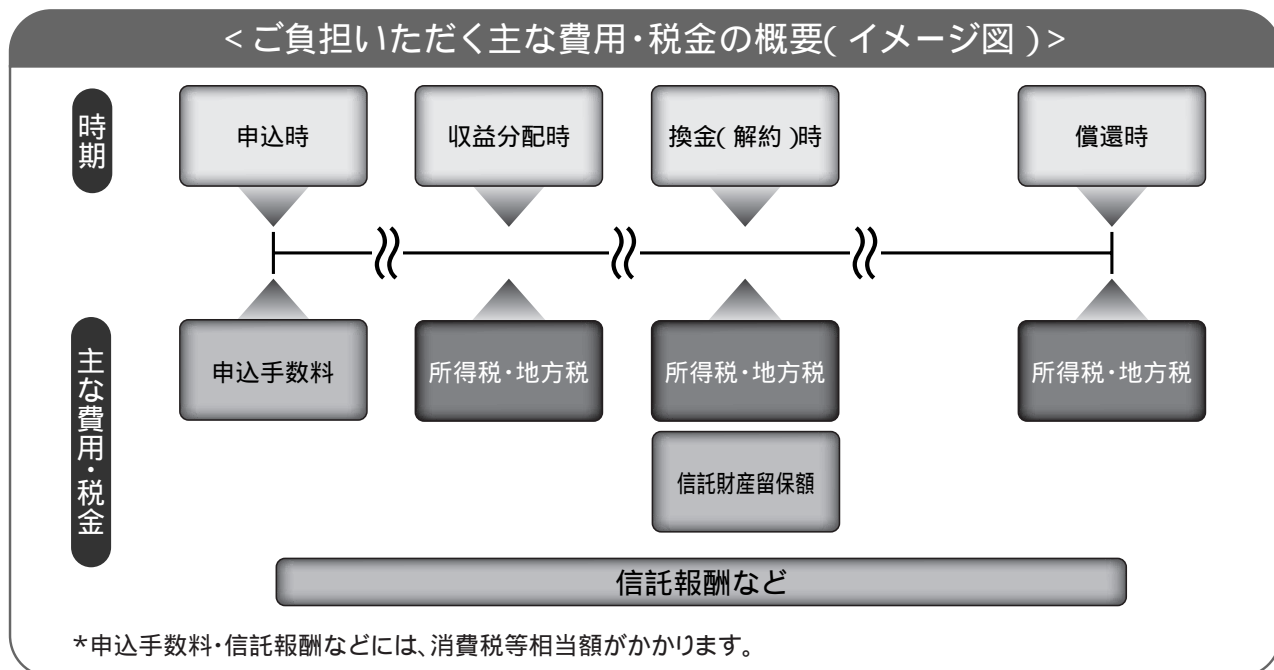 <ご負担いただく主な費用・税金の概要(イメージ図)>
時期
申込時
収益分配時
換金(解約)時
償還時
主な費用・税金
申込手数料
所得税・地方税
所得税・地方税
所得税・地方税
信託財産留保額
信託報酬など
*申込手数料・信託報酬などには、消費税等相当額がかかります。